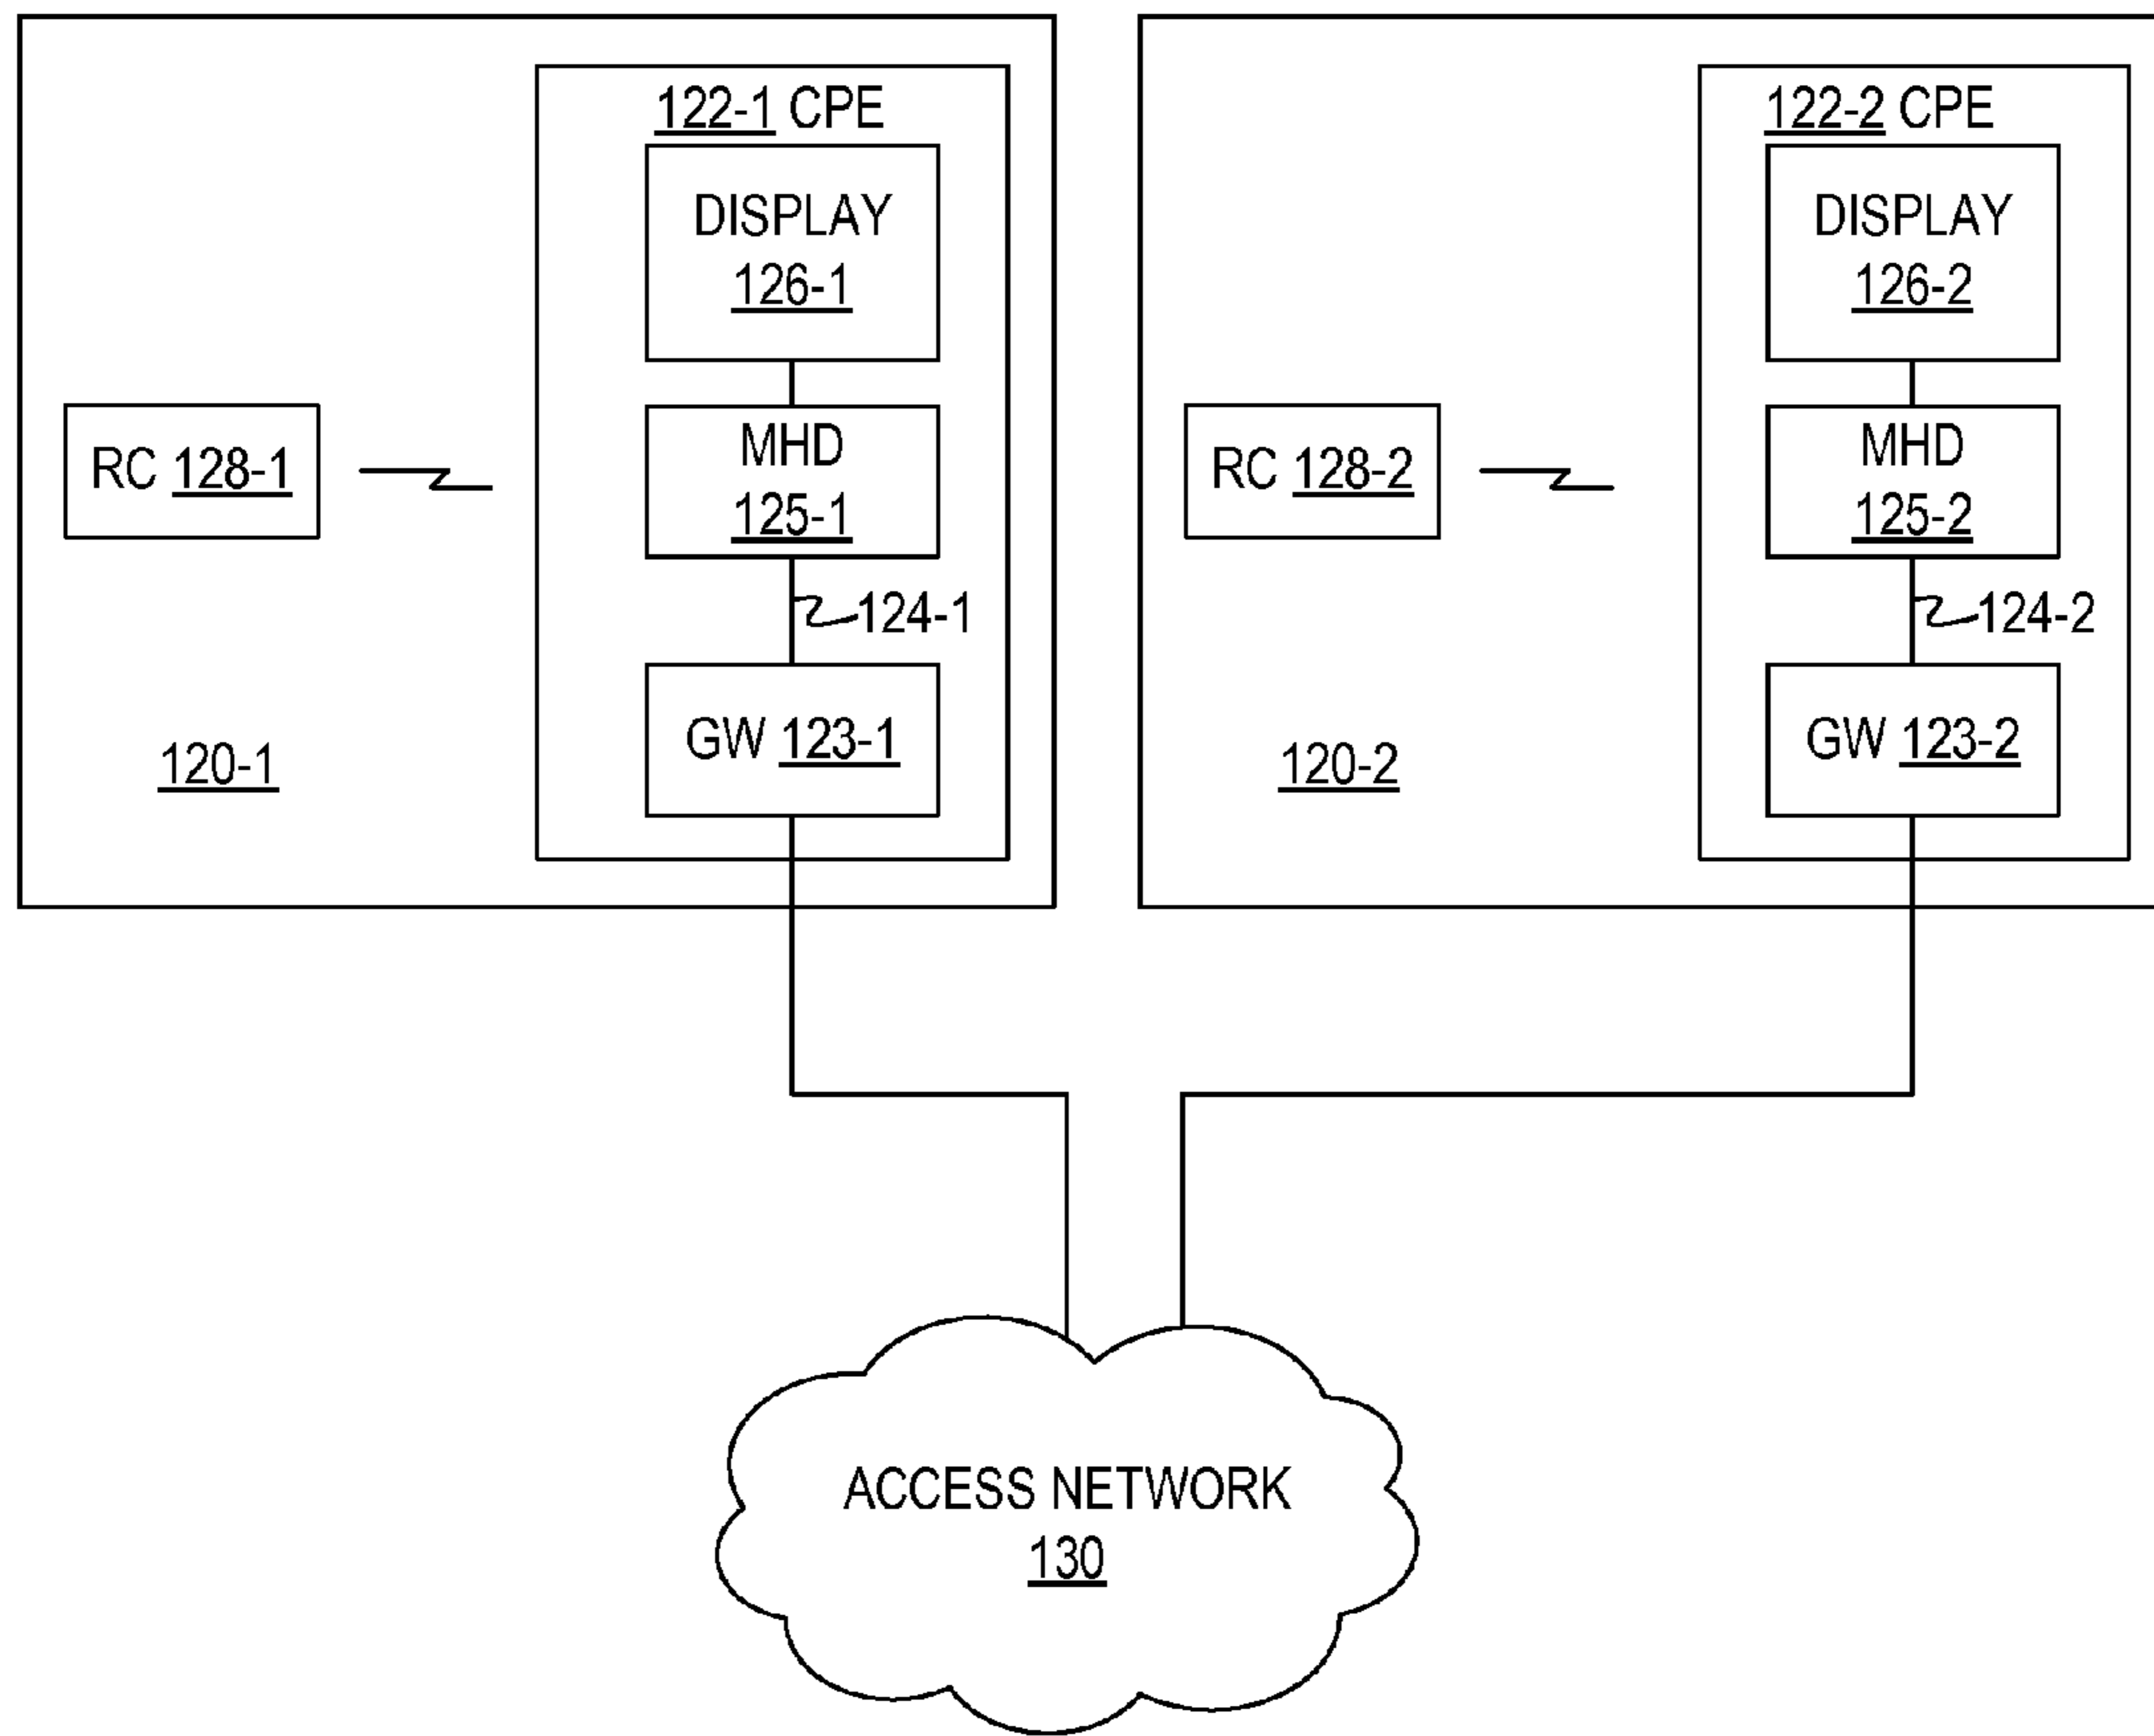 122-1 CPE
DISPLAY
126-1
RC 128-1
MHD
125-1
124-1
GW 123-1
120-1
122-2 CPE
DISPLAY
126-2
RC 128-2
MHD
125-2
124-2
GW 123-2
120-2
ACCESS NETWORK
130